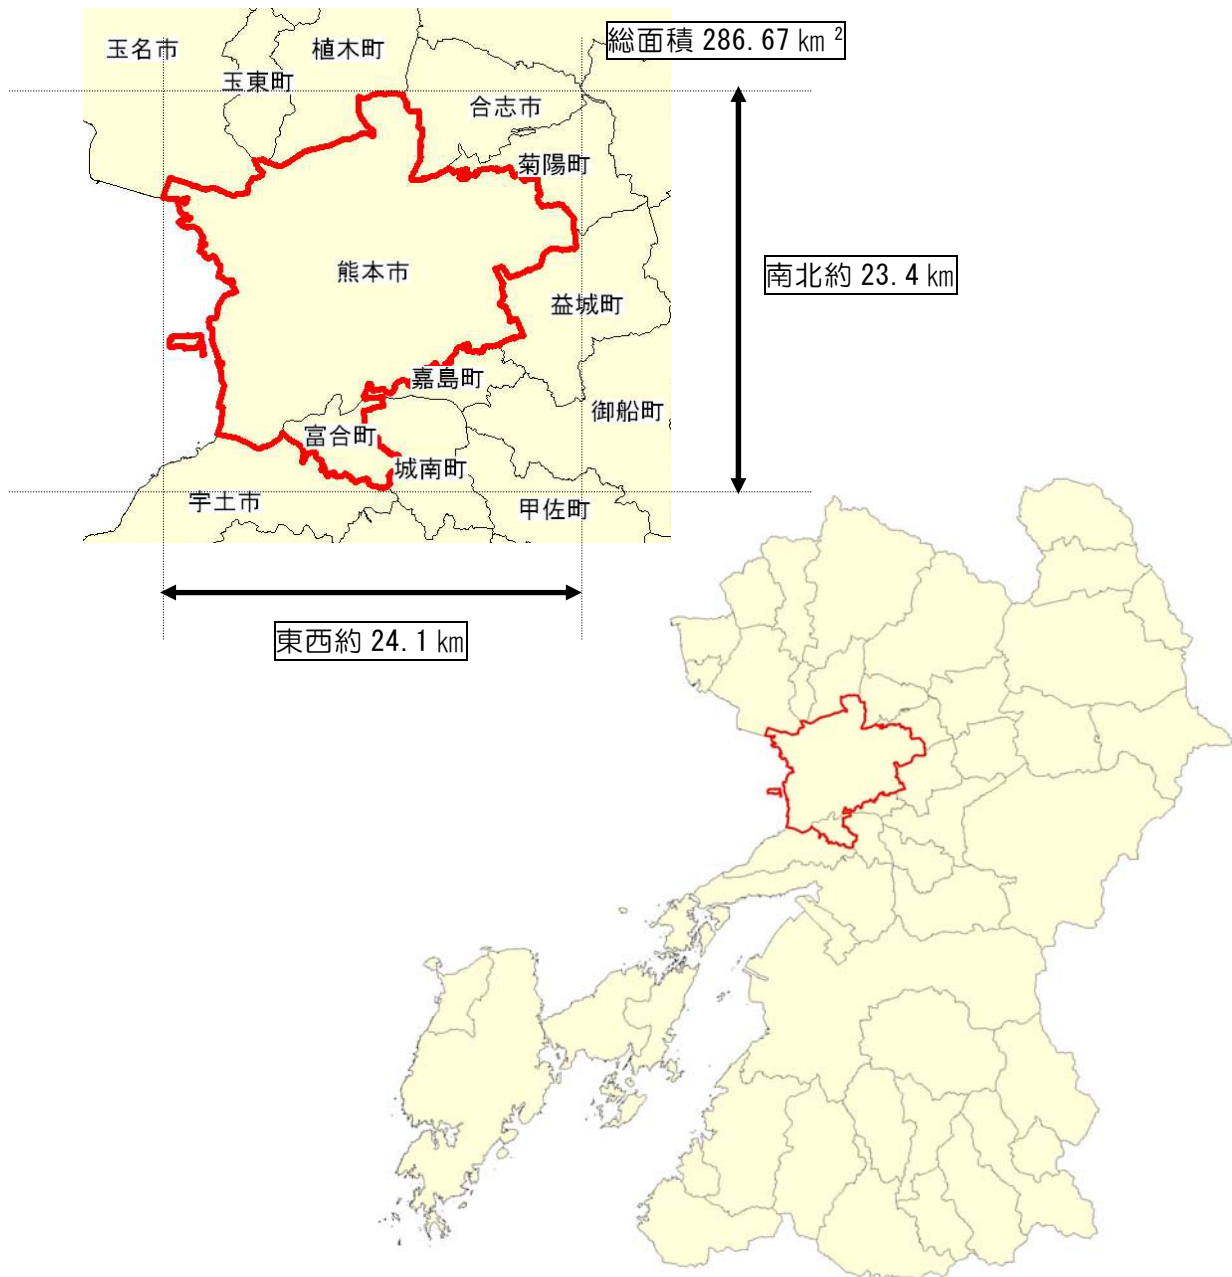 総面積 286.67 ㎢
玉名市
植木町
玉東町
合志市
菊陽町
熊本市
南北約 23.4 ㎞
益城町
嘉島町
御船町
富合町
城南町
宇土市
甲佐町
東西約 24.1 ㎞